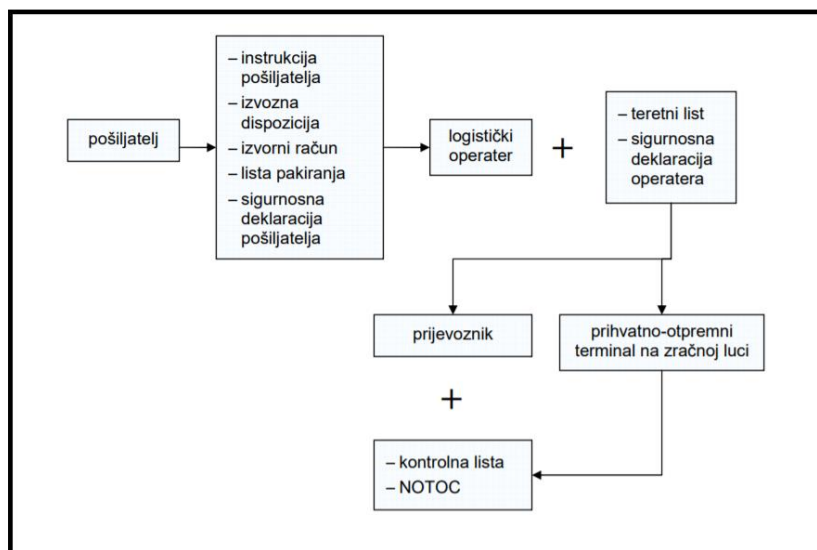 pošiljatelj
– instrukcija
pošiljatelja
– izvozna
dispozicija
– izvorni račun
– lista pakiranja
– sigurnosna
deklaracija
pošiljatelja
logistički
operater
+
– teretni list
– sigurnosna
deklaracija
operatera
prijevoznik
prihvatno-otpremni
terminal na zračnoj luci
+
– kontrolna lista
– NOTOC